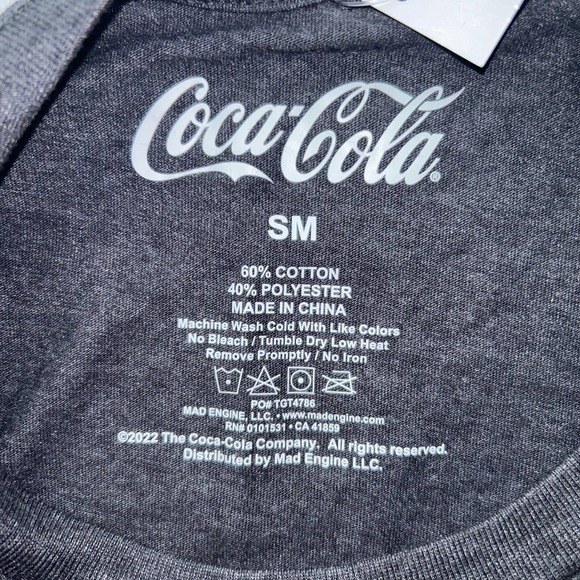 Coca-Cola®
SM
60% COTTON
40% POLYESTER
MADE IN CHINA
Machine Wash Cold With Like Colors
No Bleach / Tumble Dry Low Heat
Remove Promptly / No Iron
PO# TGT4786
MAD ENGINE, LLC. • www.madengine.com
RN# 0101531 • CA 41859
©2022 The Coca-Cola Company. All rights reserved.
Distributed by Mad Engine LLC.